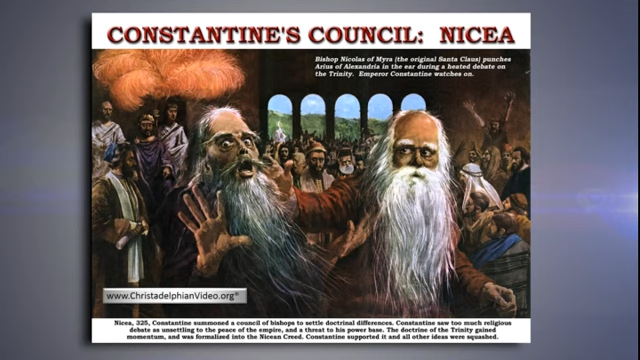 CONSTANTINE'S COUNCIL: NICEA
Bishop Nicolas of Myra (the original Santa Claus) punches
Arius of Alexandria in the ear during a heated debate on
the Trinity. Emperor Constantine watches on.
www.ChristadelphianVideo.org®
Nicea, 325, Constantine summoned a council of bishops to settle doctrinal differences. Constantine saw too much religious
debate as unsettling to the peace of the empire, and a threat to his power base. The doctrine of the Trinity gained
momentum, and was formalized into the Nicean Creed. Constantine supported it and all other ideas were squashed.